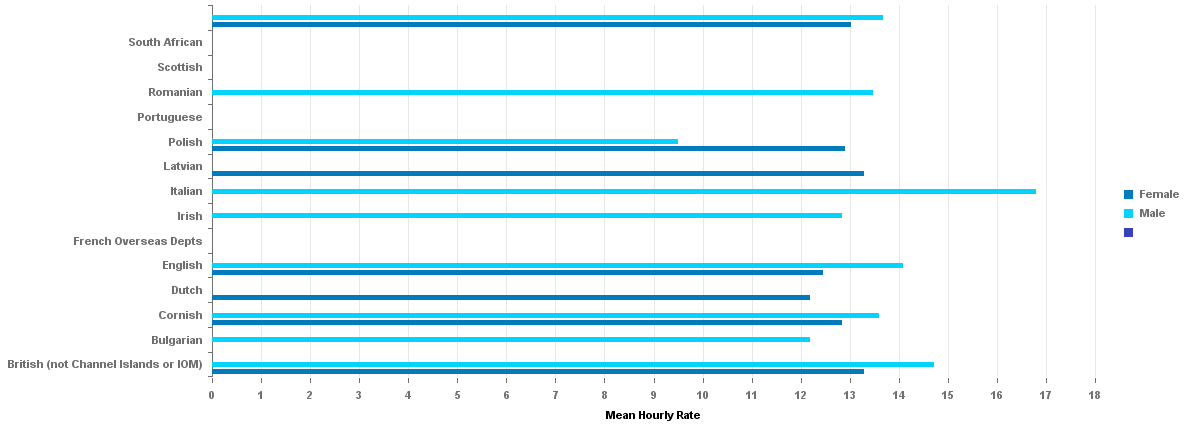 South African
Scottish
Romanian
Portuguese
Polish
Latvian
Italian
Irish
French Overseas Depts
English
Dutch
Cornish
Bulgarian
British (not Channel Islands or IOM)
0 1 2 3 4 5 6 7 8 9 10 11 12 13 14 15 16 17 18
Mean Hourly Rate
Female
Male